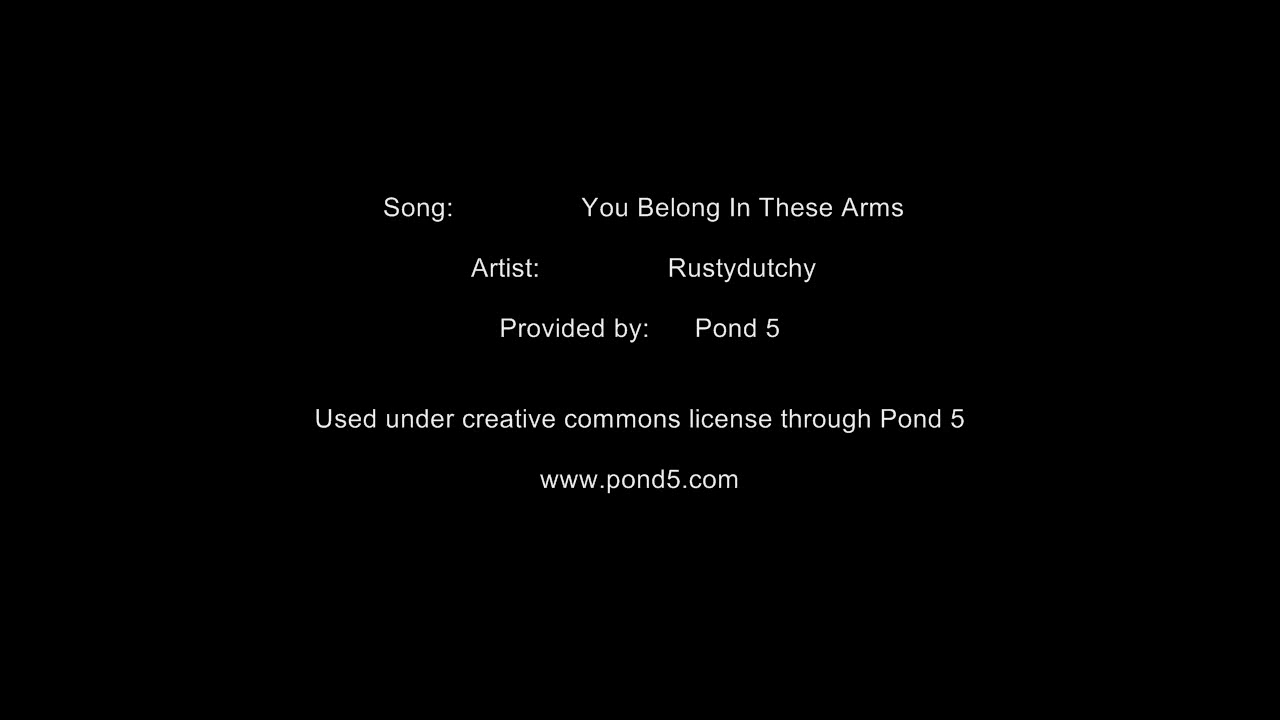 Song: You Belong In These Arms
Artist: Rustydutchy
Provided by: Pond 5
Used under creative commons license through Pond 5
www.pond5.com